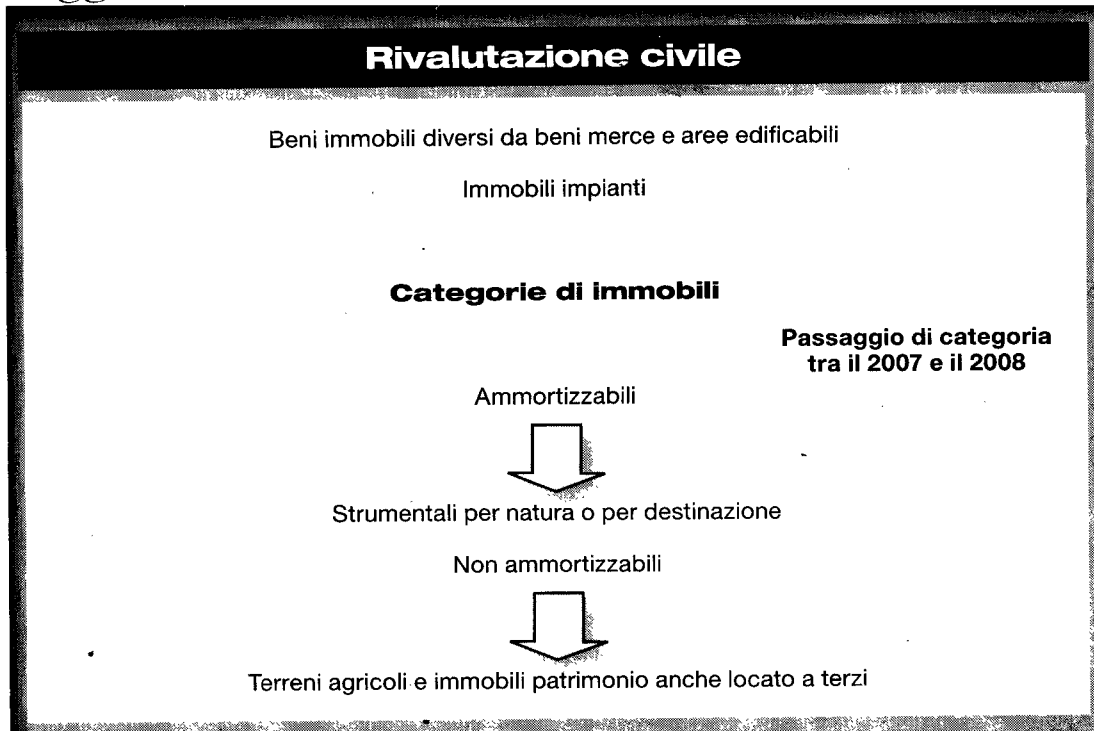 Rivalutazione civile
Beni immobili diversi da beni merce e aree edificabili
Immobili impianti
Categorie di immobili
Passaggio di categoria
tra il 2007 e il 2008
Ammortizzabili
Strumentali per natura o per destinazione
Non ammortizzabili
Terreni agricoli e immobili patrimonio anche locato a terzi